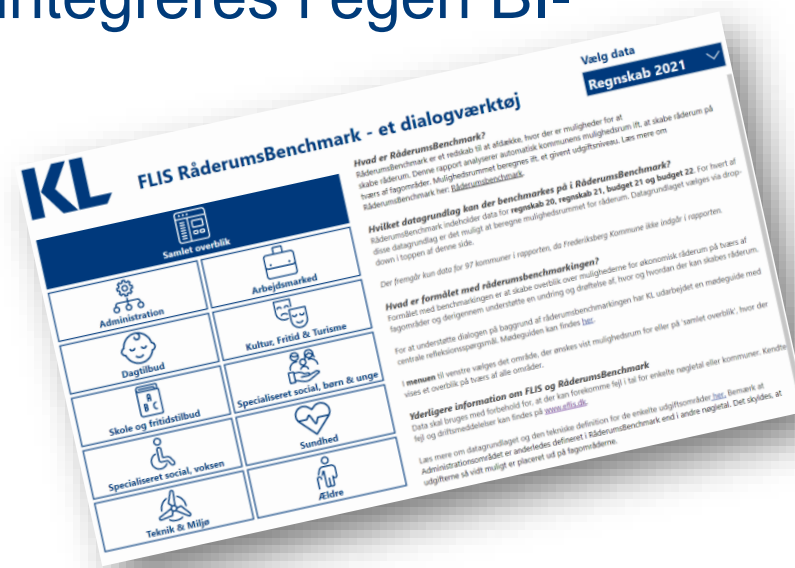 integreres i egen BI-
KL
FLIS RåderumsBenchmark - et dialogværktøj
Vælg data
Regnskab 2021
Samlet overblik
Administration
Arbejdsmarked
Dagtilbud
Kultur, Fritid & Turisme
Skole og fritidstilbud
A
B C
Specialiseret social, børn & unge
Specialiseret social, voksen
Sundhed
Teknik & Miljø
Ældre
Hvad er RåderumsBenchmark?
RåderumsBenchmark er et redskab til at afdække, hvor der er muligheder for at
skabe råderum. Denne rapport analyserer automatisk kommunens mulighedsrum ift. at skabe råderum på
tværs af fagområder. Mulighedsrummet beregnes ift. et givent udgiftsniveau. Læs mere om
RåderumsBenchmark her: Råderumsbenchmark.
Hvilket datagrundlag kan der benchmarkes på i RåderumsBenchmark?
RåderumsBenchmark indeholder data for regnskab 20, regnskab 21, budget 21 og budget 22. For hvert af
disse datagrundlag er det muligt at beregne mulighedsrummet for råderum. Datagrundlaget vælges via drop-
down i toppen af denne side.
Der fremgår kun data for 97 kommuner i rapporten, da Frederiksberg Kommune ikke indgår i rapporten.
Hvad er formålet med råderumsbenchmarkingen?
Formålet med benchmarkingen er at skabe overblik over mulighederne for økonomisk råderum på tværs af
fagområder og derigennem understøtte en undring og drøftelse af, hvor og hvordan der kan skabes råderum.
For at understøtte dialogen på baggrund af råderumsbenchmarkingen har KL udarbejdet en mødeguide med
centrale refleksionsspørgsmål. Mødeguiden kan findes her.
I menuen til venstre vælges det område, der ønskes vist mulighedsrum for eller på 'samlet overblik', hvor der
vises et overblik på tværs af alle områder.
Yderligere information om FLIS og RåderumsBenchmark
Data skal bruges med forbehold for, at der kan forekomme fejl i tal for enkelte nøgletal eller kommuner. Kendte
fejl og driftsmeddelelser kan findes på www.eflis.dk.
Læs mere om datagrundlaget og den tekniske definition for de enkelte udgiftsområder her. Bemærk at
Administrationsområdet er anderledes defineret i RåderumsBenchmark end i andre nøgletal. Det skyldes, at
udgifterne så vidt muligt er placeret ud på fagområderne.